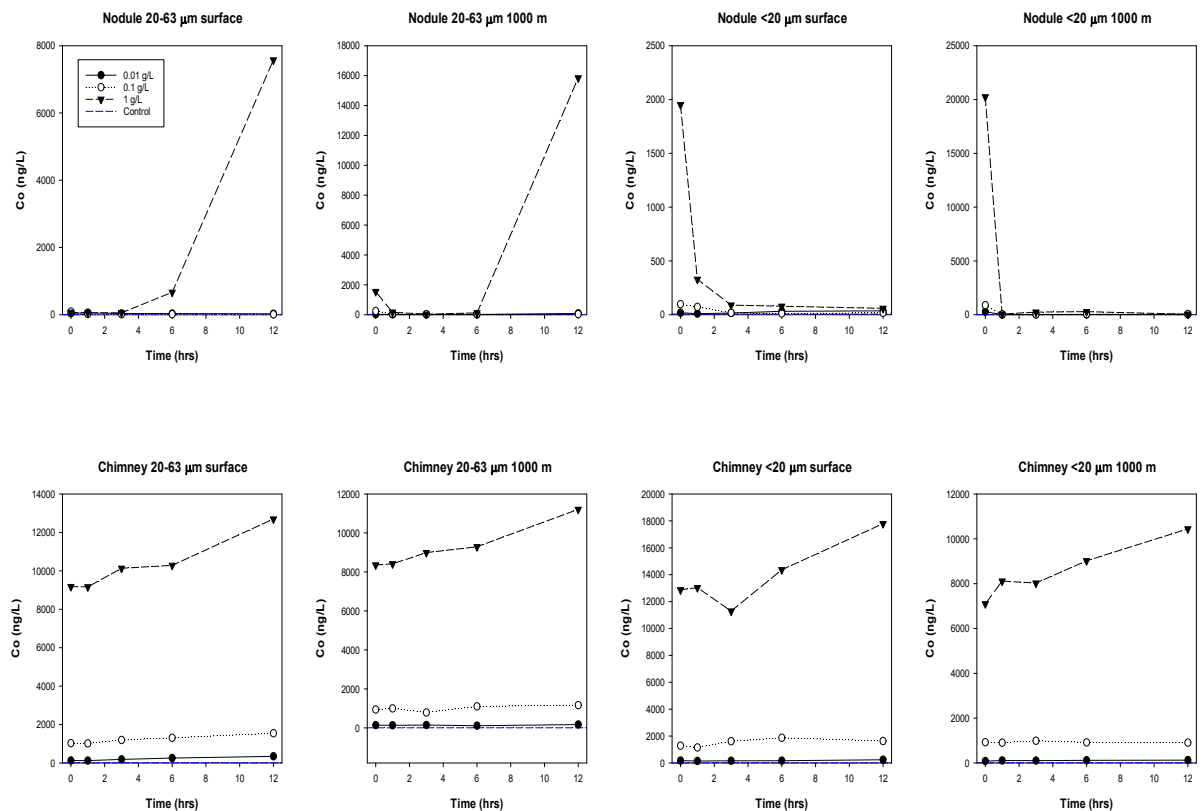 Nodule 20-63 μm surface
8000
6000
4000
2000
0
Co (ng/L)
0.01 g/L
0.1 g/L
1 g/L
Control
0 2 4 6 8 10 12
Time (hrs)
Nodule 20-63 μm 1000 m
18000
16000
14000
12000
10000
8000
6000
4000
2000
0
Co (ng/L)
0 2 4 6 8 10 12
Time (hrs)
Nodule <20 μm surface
2500
2000
1500
1000
500
0
Co (ng/L)
0 2 4 6 8 10 12
Time (hrs)
Nodule <20 μm 1000 m
25000
20000
15000
10000
5000
0
Co (ng/L)
0 2 4 6 8 10 12
Time (hrs)
Chimney 20-63 μm surface
14000
12000
10000
8000
6000
4000
2000
0
Co (ng/L)
0 2 4 6 8 10 12
Time (hrs)
Chimney 20-63 μm 1000 m
12000
10000
8000
6000
4000
2000
0
Co (ng/L)
0 2 4 6 8 10 12
Time (hrs)
Chimney <20 μm surface
20000
18000
16000
14000
12000
10000
8000
6000
4000
2000
0
Co (ng/L)
0 2 4 6 8 10 12
Time (hrs)
Chimney <20 μm 1000 m
12000
10000
8000
6000
4000
2000
0
Co (ng/L)
0 2 4 6 8 10 12
Time (hrs)